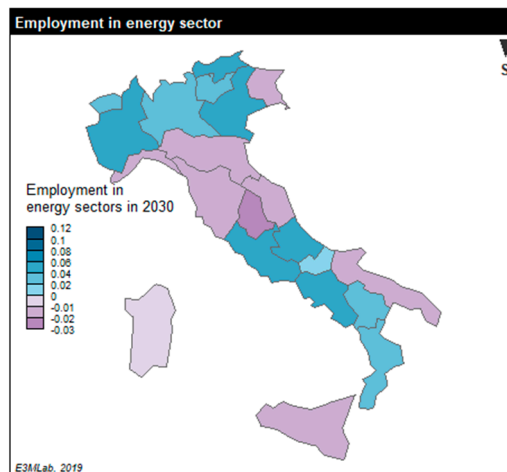 Employment in energy sector
S
Employment in
energy sectors in 2030
0.12
0.1
0.08
0.06
0.04
0.02
0
-0.01
-0.02
-0.03
E3MLab, 2019